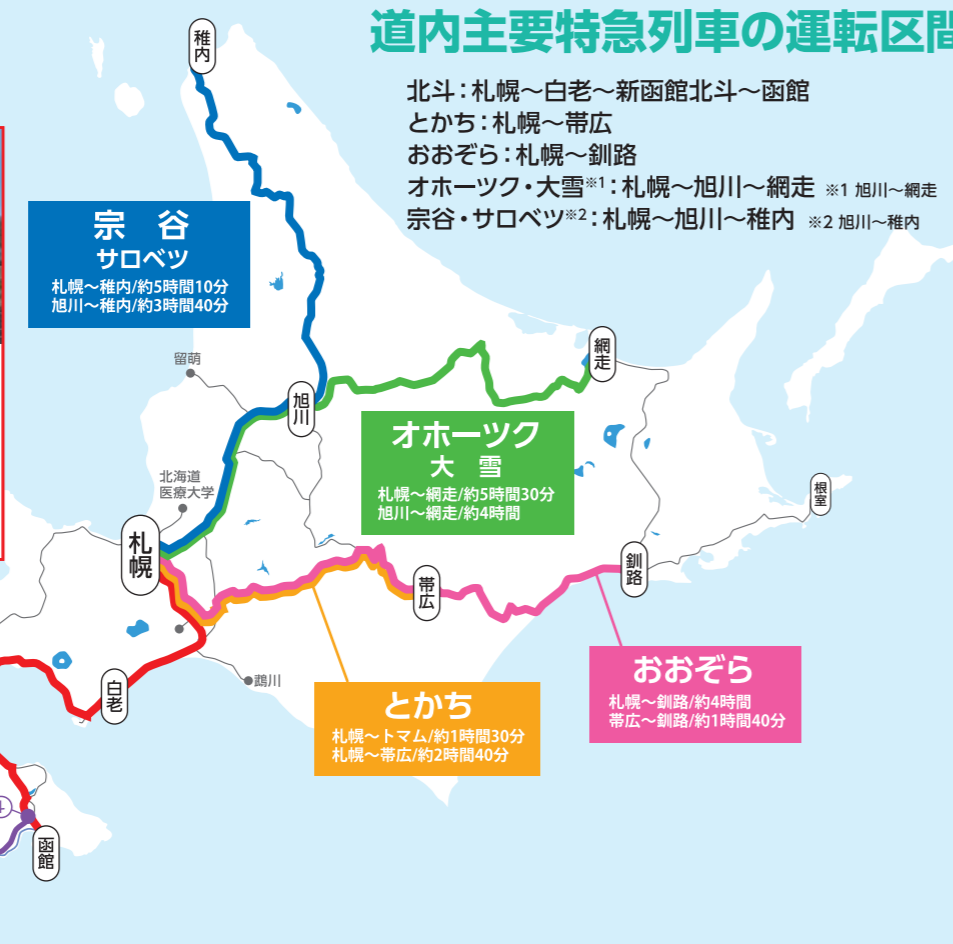 道内主要特急列車の運転区間
北斗：札幌～白老～新函館北斗～函館
とかち：札幌～帯広
おおぞら：札幌～釧路
オホーツク・大雪※1：札幌～旭川～網走 ※1 旭川～網走
宗谷・サロベツ※2：札幌～旭川～稚内 ※2 旭川～稚内
稚内
宗 谷
サロベツ
札幌～稚内/約5時間10分
旭川～稚内/約3時間40分
留萌
旭川
網走
オホーツク
大 雪
札幌～網走/約5時間30分
旭川～網走/約4時間
北海道
医療大学
根室
札幌
帯広
釧路
白老
鵡川
おおぞら
札幌～釧路/約4時間
帯広～釧路/約1時間40分
とかち
札幌～トマム/約1時間30分
札幌～帯広/約2時間40分
函館